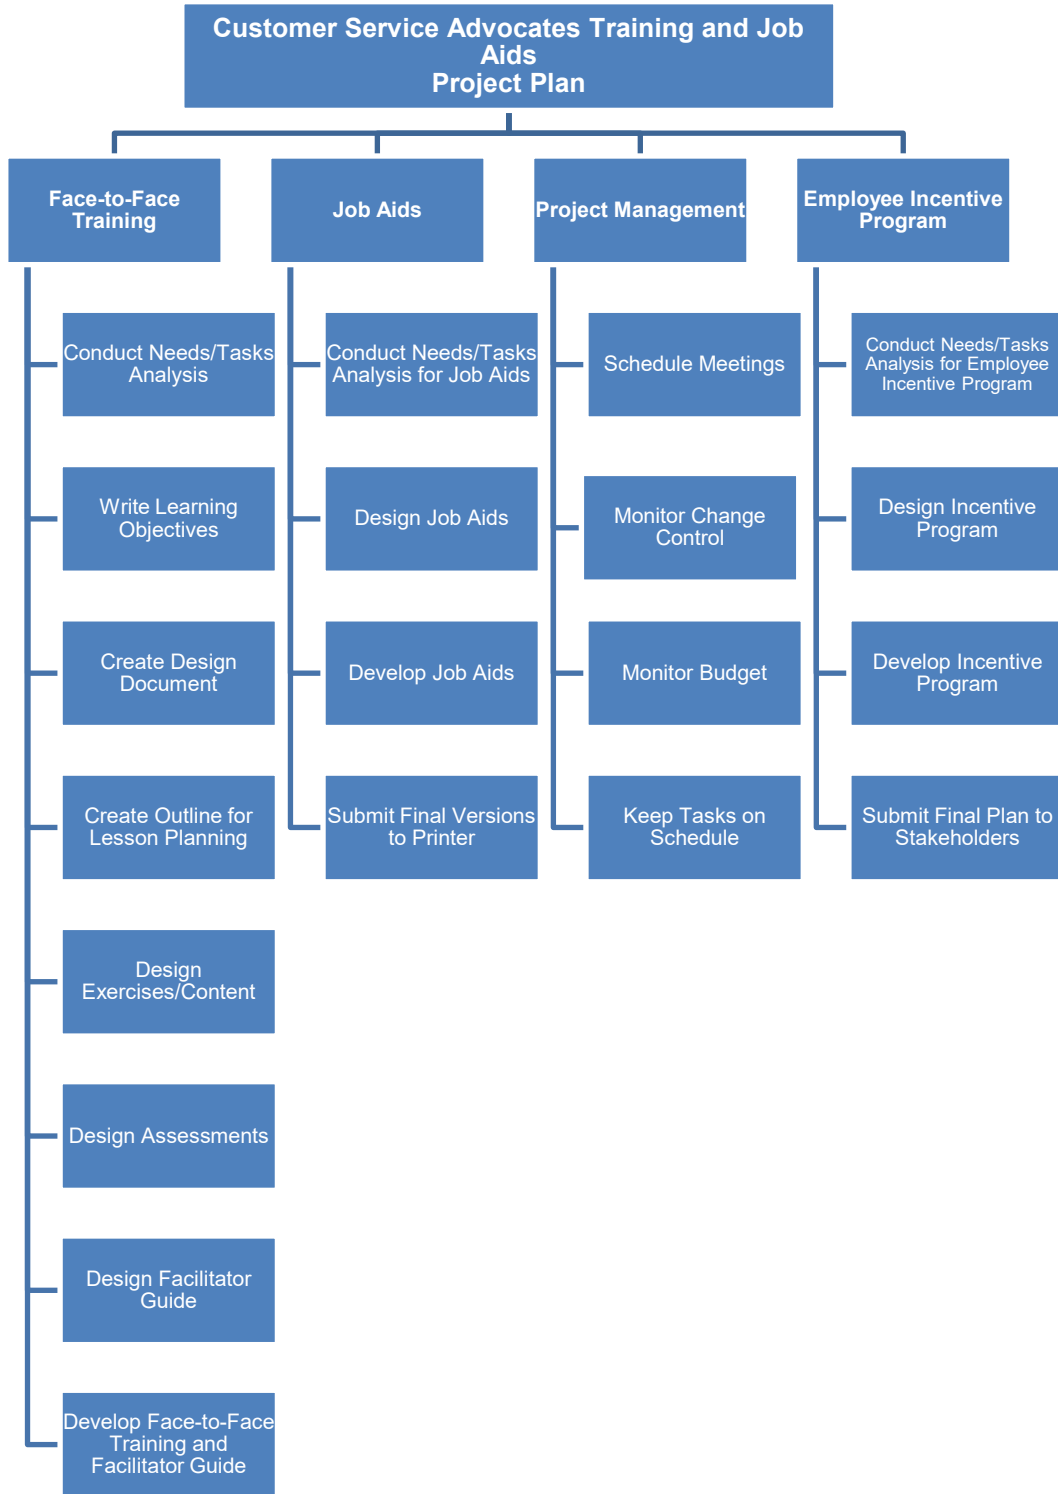 Customer Service Advocates Training and Job
Aids
Project Plan
Face-to-Face
Training
Job Aids
Project Management
Employee Incentive
Program
Conduct Needs/Tasks
Analysis
Write Learning
Objectives
Create Design
Document
Create Outline for
Lesson Planning
Design
Exercises/Content
Design Assessments
Design Facilitator
Guide
Develop Face-to-Face
Training and
Facilitator Guide
Conduct Needs/Tasks
Analysis for Job Aids
Design Job Aids
Develop Job Aids
Submit Final Versions
to Printer
Schedule Meetings
Monitor Change
Control
Monitor Budget
Keep Tasks on
Schedule
Conduct Needs/Tasks
Analysis for Employee
Incentive Program
Design Incentive
Program
Develop Incentive
Program
Submit Final Plan to
Stakeholders